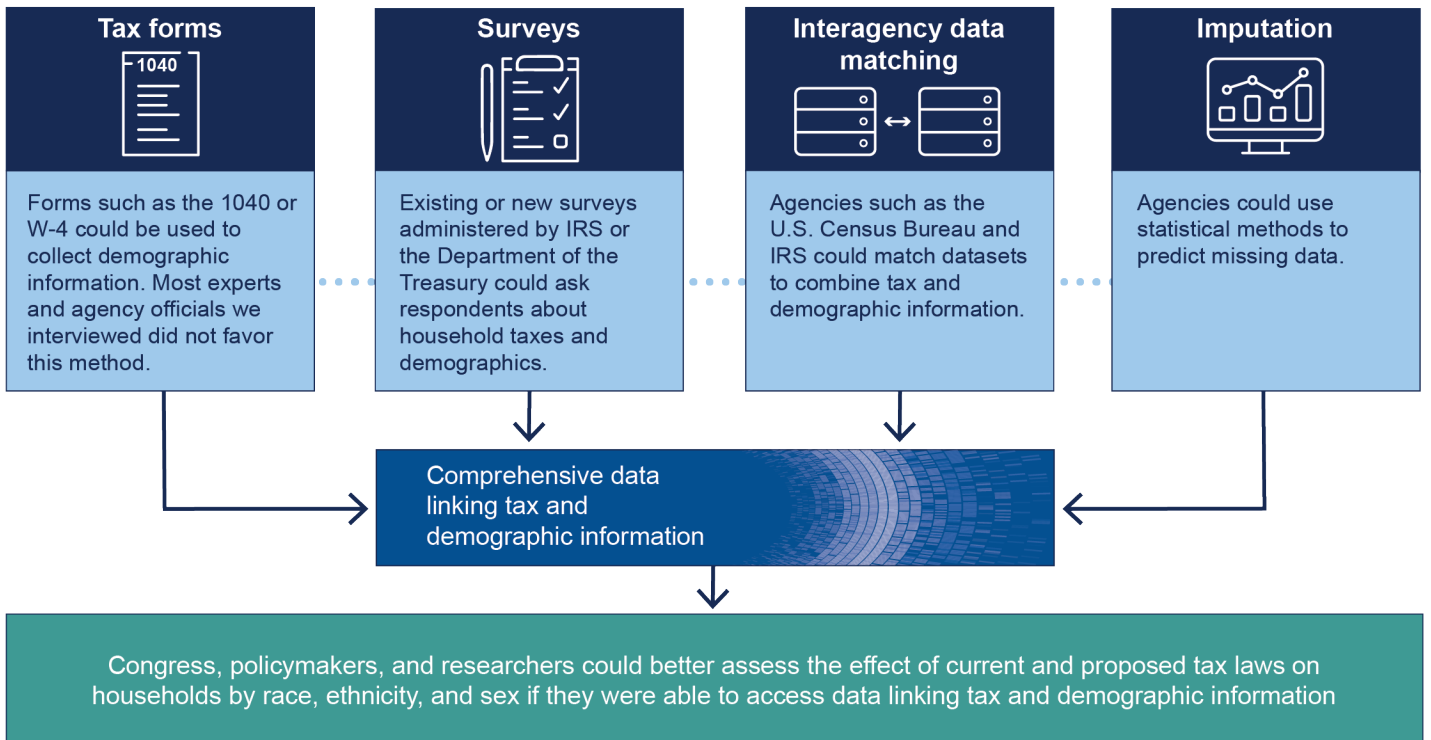 Tax forms
1040
Forms such as the 1040 or
W-4 could be used to
collect demographic
information. Most experts
and agency officials we
interviewed did not favor
this method.
Surveys
Existing or new surveys
administered by IRS or
the Department of the
Treasury could ask
respondents about
household taxes and
demographics.
Interagency data
matching
Agencies such as the
U.S. Census Bureau and
IRS could match datasets
to combine tax and
demographic information.
Imputation
Agencies could use
statistical methods to
predict missing data.
Comprehensive data
linking tax and
demographic information
Congress, policymakers, and researchers could better assess the effect of current and proposed tax laws on
households by race, ethnicity, and sex if they were able to access data linking tax and demographic information